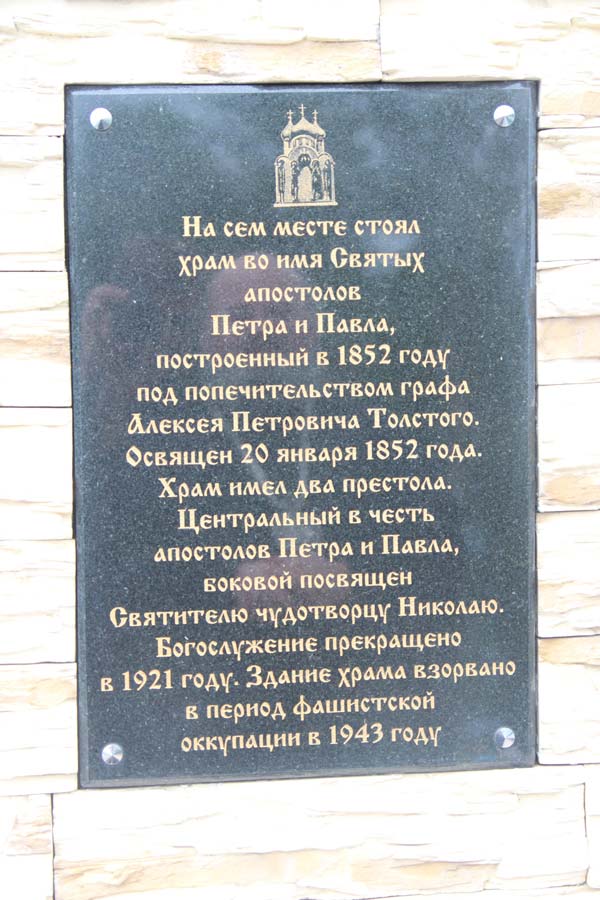 На сем месте стоял
храм во имя Святых
апостолов
Петра и Павла,
построенный в 1852 году
под попечительством графа
Алексея Петровича Толстого.
Освящен 20 января 1852 года.
Храм имел два престола.
Центральный в честь
апостолов Петра и Павла,
боковой посвящен
Святителю чудотворцу Николаю.
Богослужение прекращено
в 1921 году. Здание храма взорвано
в период фашистской
оккупации в 1943 году